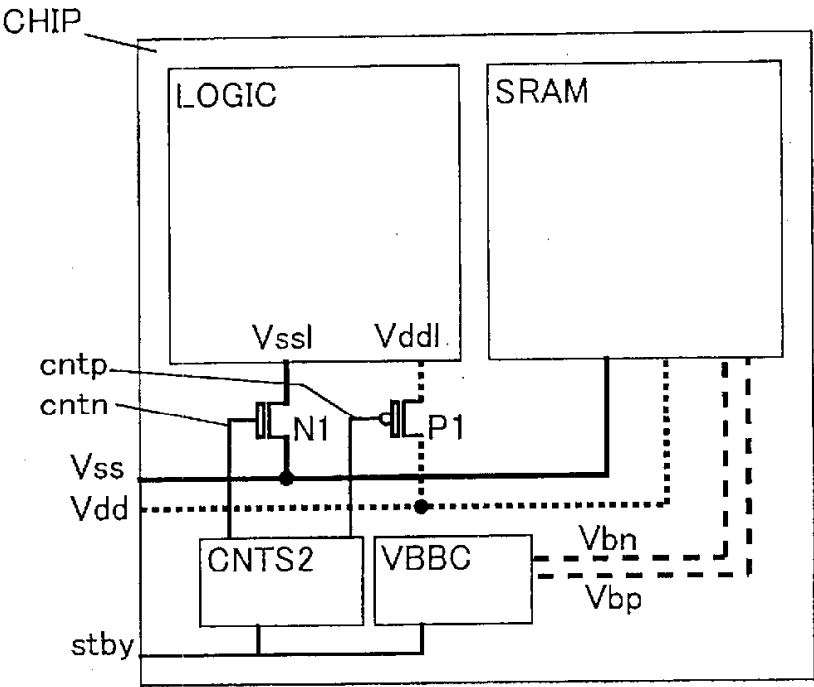 CHIP
LOGIC
SRAM
Vssl
Vddl
cntp
cntn
N1
P1
Vss
Vdd
CNTS2
VBBC
Vbn
Vbp
stby